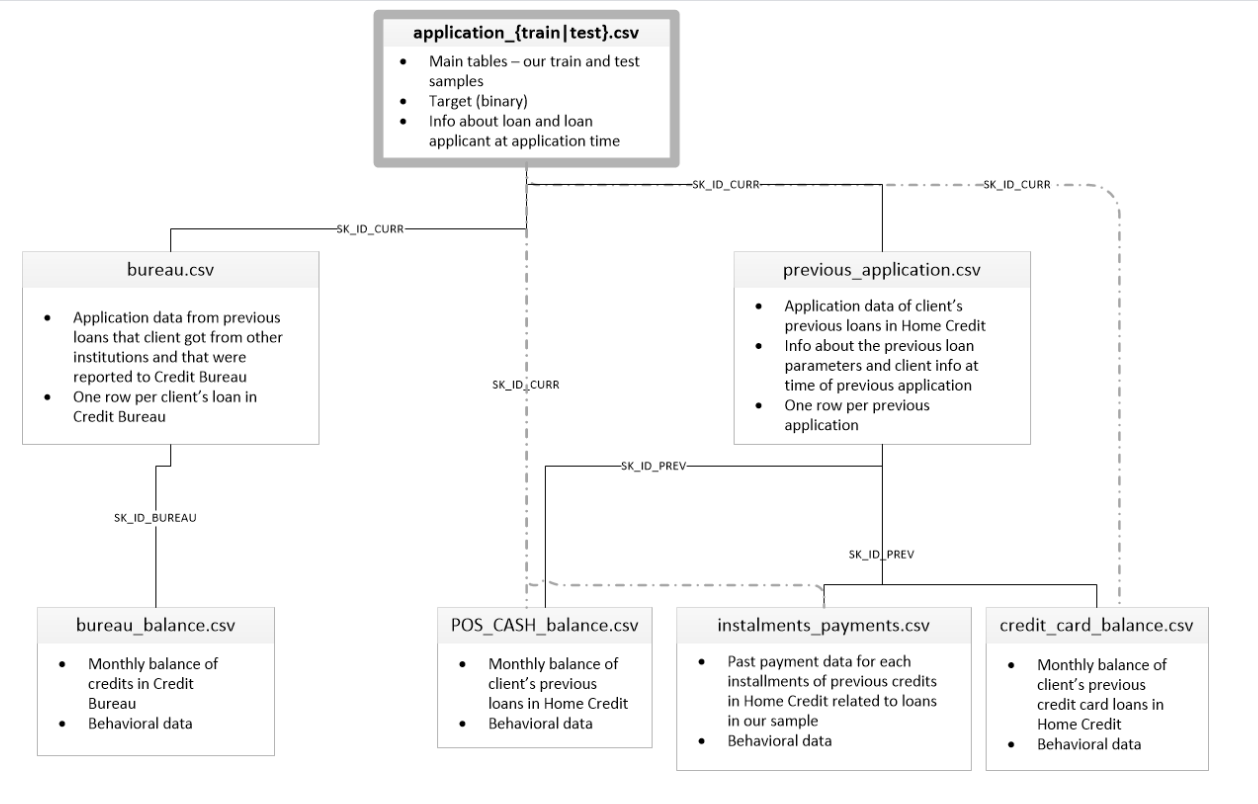 application_{train|test}.csv
• Main tables – our train and test
samples
• Target (binary)
• Info about loan and loan
applicant at application time
SK_ID_CURR
SK_ID_CURR
SK_ID_CURR
bureau.csv
• Application data from previous
loans that client got from other
institutions and that were
reported to Credit Bureau
• One row per client's loan in
Credit Bureau
previous_application.csv
• Application data of client's
previous loans in Home Credit
• Info about the previous loan
parameters and client info at
time of previous application
• One row per previous
application
SK_ID_CURR
SK_ID_PREV
SK_ID_BUREAU
SK_ID_PREV
bureau_balance.csv
• Monthly balance of
credits in Credit
Bureau
• Behavioral data
POS_CASH_balance.csv
• Monthly balance of
client's previous
loans in Home Credit
• Behavioral data
instalments_payments.csv
• Past payment data for each
installments of previous credits
in Home Credit related to loans
in our sample
• Behavioral data
credit_card_balance.csv
• Monthly balance of
client's previous
credit card loans in
Home Credit
• Behavioral data